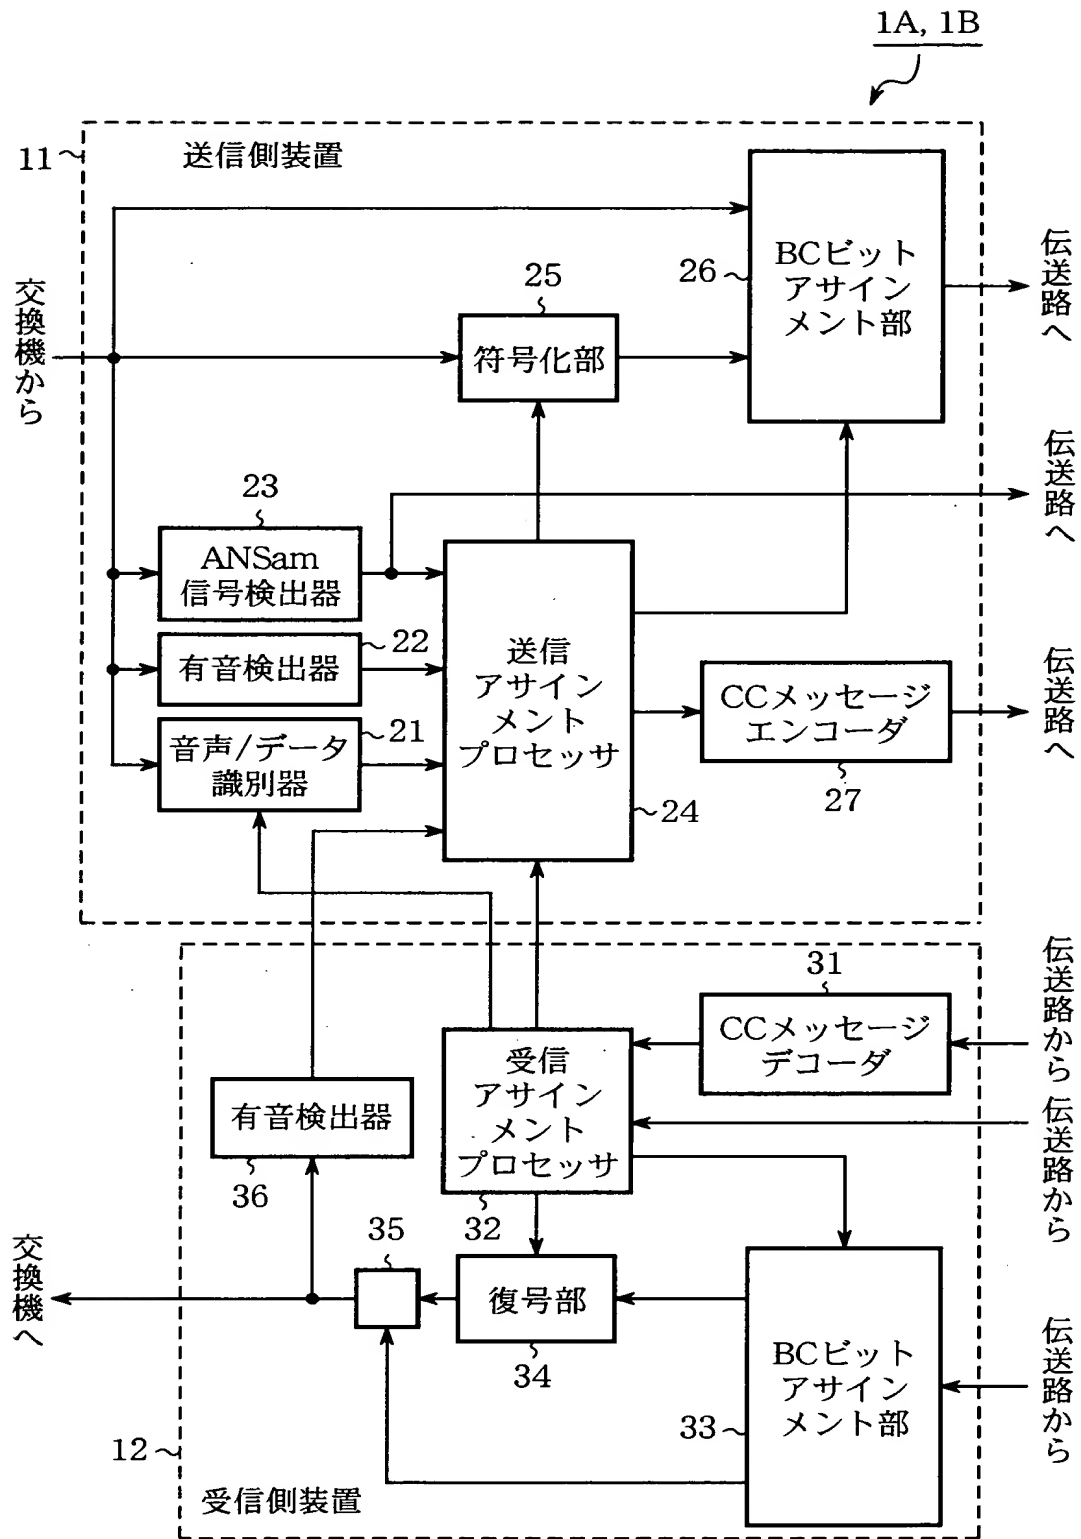 1A, 1B
11
送信側装置
BCビット
アサイン
メント部
26
伝送路へ
25
符号化部
交換機から
伝送路へ
23
ANSam
信号検出器
22
有音検出器
21
音声/データ
識別器
送信
アサイン
メント
プロセッサ
24
CCメッセージ
エンコーダ
27
伝送路へ
31
CCメッセージ
デコーダ
伝送路から
受信
アサイン
メント
プロセッサ
32
伝送路から
有音検出器
36
35
交換機へ
復号部
34
BCビット
アサイン
メント部
33
伝送路から
12
受信側装置